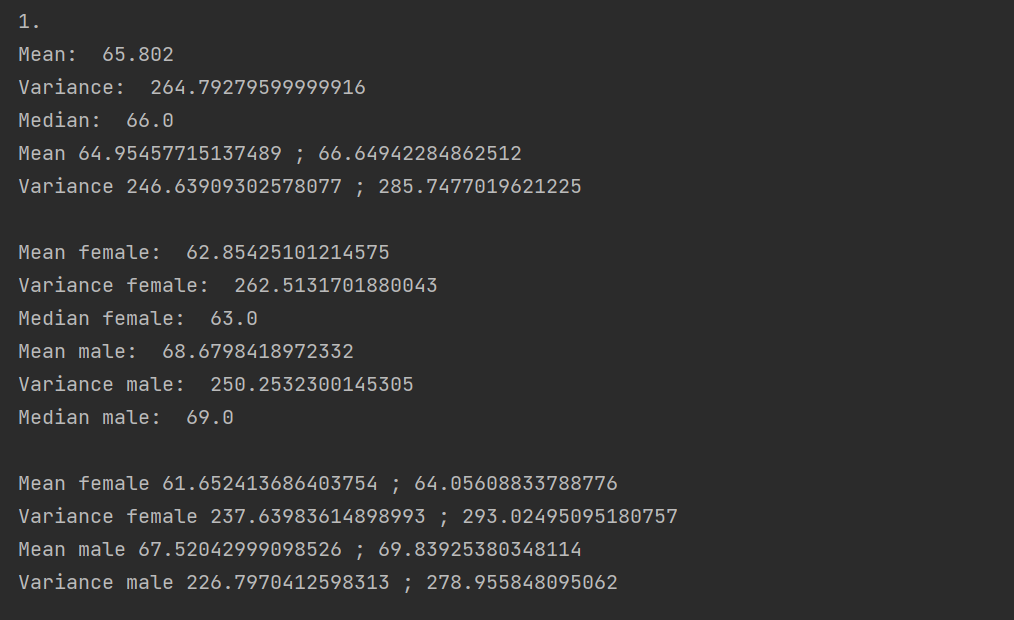 1.
Mean:  65.802
Variance:  264.79279599999916
Median:  66.0
Mean 64.95457715137489 ; 66.64942284862512
Variance 246.63909302578077 ; 285.7477019621225
Mean female:  62.85425101214575
Variance female:  262.5131701880043
Median female:  63.0
Mean male:  68.6798418972332
Variance male:  250.2532300145305
Median male:  69.0
Mean female 61.652413686403754 ; 64.05608833788776
Variance female 237.63983614898993 ; 293.02495095180757
Mean male 67.52042999098526 ; 69.83925380348114
Variance male 226.7970412598313 ; 278.955848095062